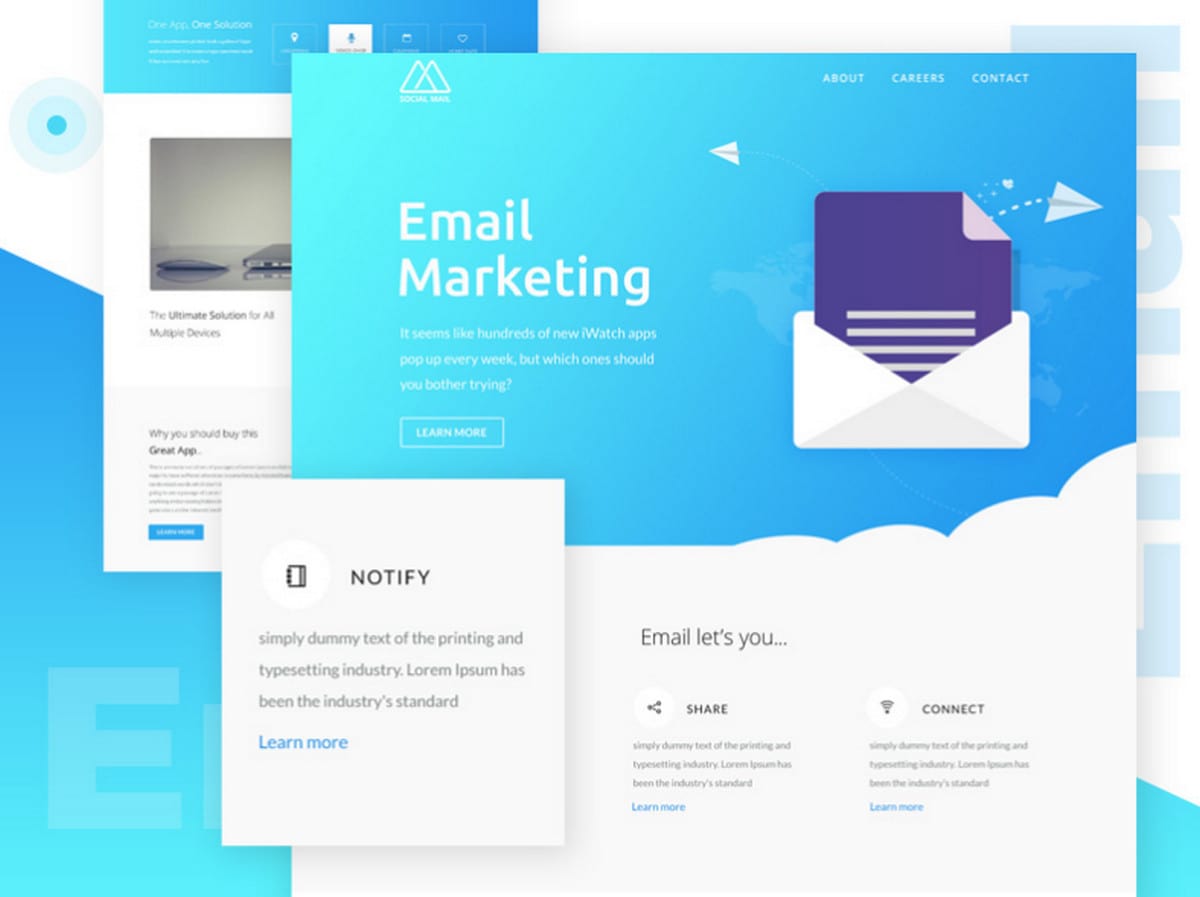 One App, One Solution
SOCIAL MAIL
ABOUT
CAREERS
CONTACT
Email
Marketing
It seems like hundreds of new iWatch apps
pop up every week, but which ones should
you bother trying?
LEARN MORE
The Ultimate Solution for All
Multiple Devices
Why you should buy this
Great App..
LEARN MORE
NOTIFY
simply dummy text of the printing and
typesetting industry. Lorem Ipsum has
been the industry's standard
Learn more
Email let's you...
SHARE
simply dummy text of the printing and
typesetting industry. Lorem Ipsum has
been the industry's standard
Learn more
CONNECT
simply dummy text of the printing and
typesetting industry. Lorem Ipsum has
been the industry's standard
Learn more